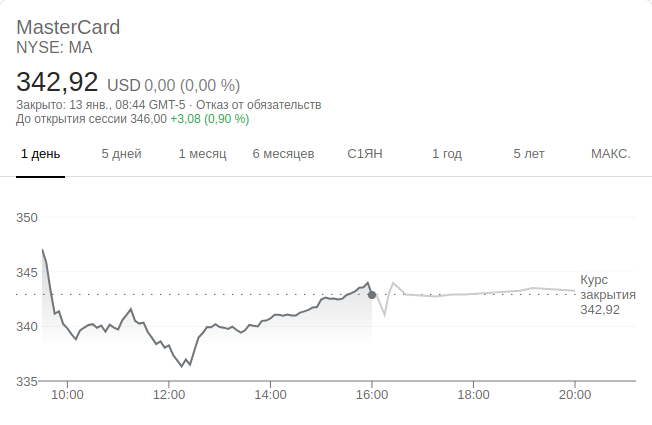 MasterCard
NYSE: MA
342,92 USD 0,00 (0,00 %)
Закрыто: 13 янв., 08:44 GMT-5 · Отказ от обязательств
До открытия сессии 346,00 +3,08 (0,90 %)
1 день 5 дней 1 месяц 6 месяцев С1ЯН 1 год 5 лет МАКС.
350
345
Курс
закрытия
342,92
340
335
10:00 12:00 14:00 16:00 18:00 20:00